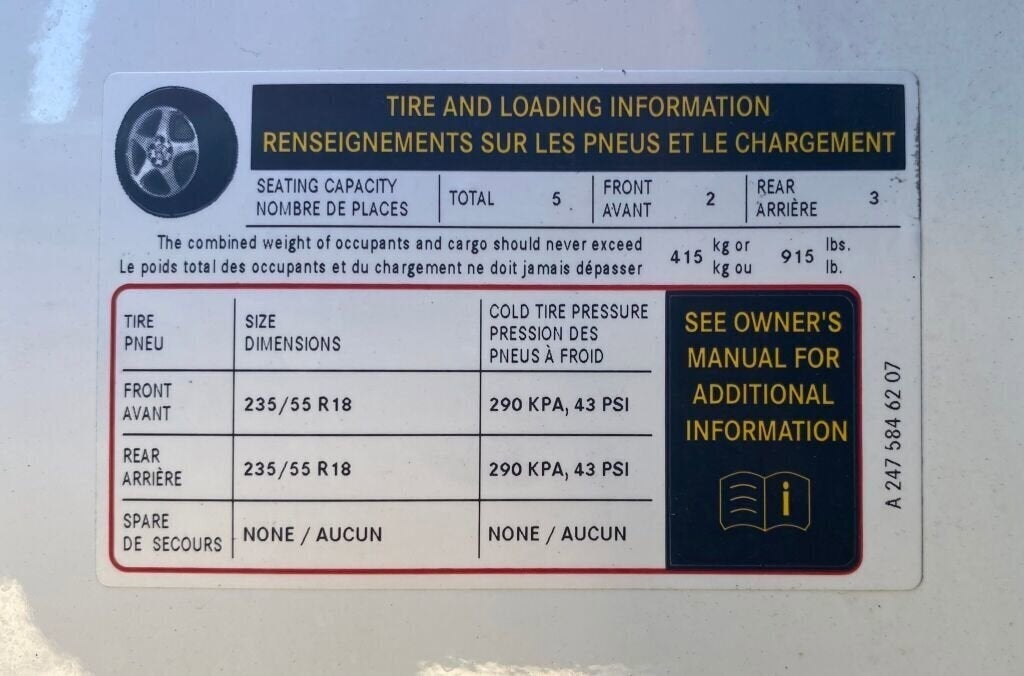 TIRE AND LOADING INFORMATION
RENSEIGNEMENTS SUR LES PNEUS ET LE CHARGEMENT
SEATING CAPACITY
NOMBRE DE PLACES
TOTAL 5
FRONT
AVANT
2
REAR
ARRIÈRE
3
The combined weight of occupants and cargo should never exceed
Le poids total des occupants et du chargement ne doit jamais dépasser
415
kg or
kg ou
915
lbs.
lb.
TIRE
PNEU
SIZE
DIMENSIONS
COLD TIRE PRESSURE
PRESSION DES
PNEUS À FROID
FRONT
AVANT
235/55 R18
290 KPA, 43 PSI
REAR
ARRIÈRE
235/55 R18
290 KPA, 43 PSI
SPARE
DE SECOURS
NONE / AUCUN
NONE / AUCUN
SEE OWNER'S
MANUAL FOR
ADDITIONAL
INFORMATION
i
A 247 584 62 07